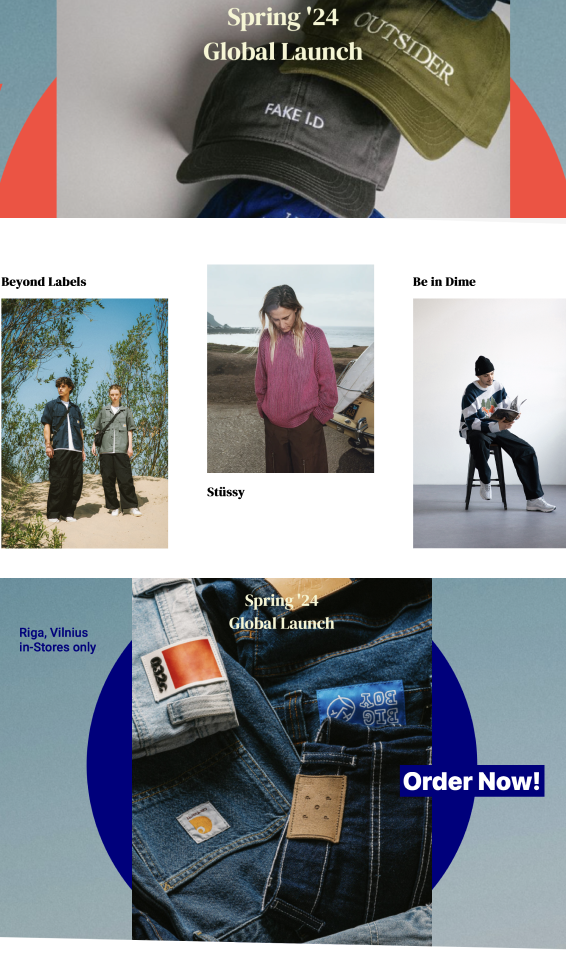 Spring '24
Global Launch
OUTSIDER
FAKE I.D
Beyond Labels
Be in Dime
Stüssy
Spring '24
Global Launch
Riga, Vilnius
in-Stores only
032c
BIG
BOY
Order Now!